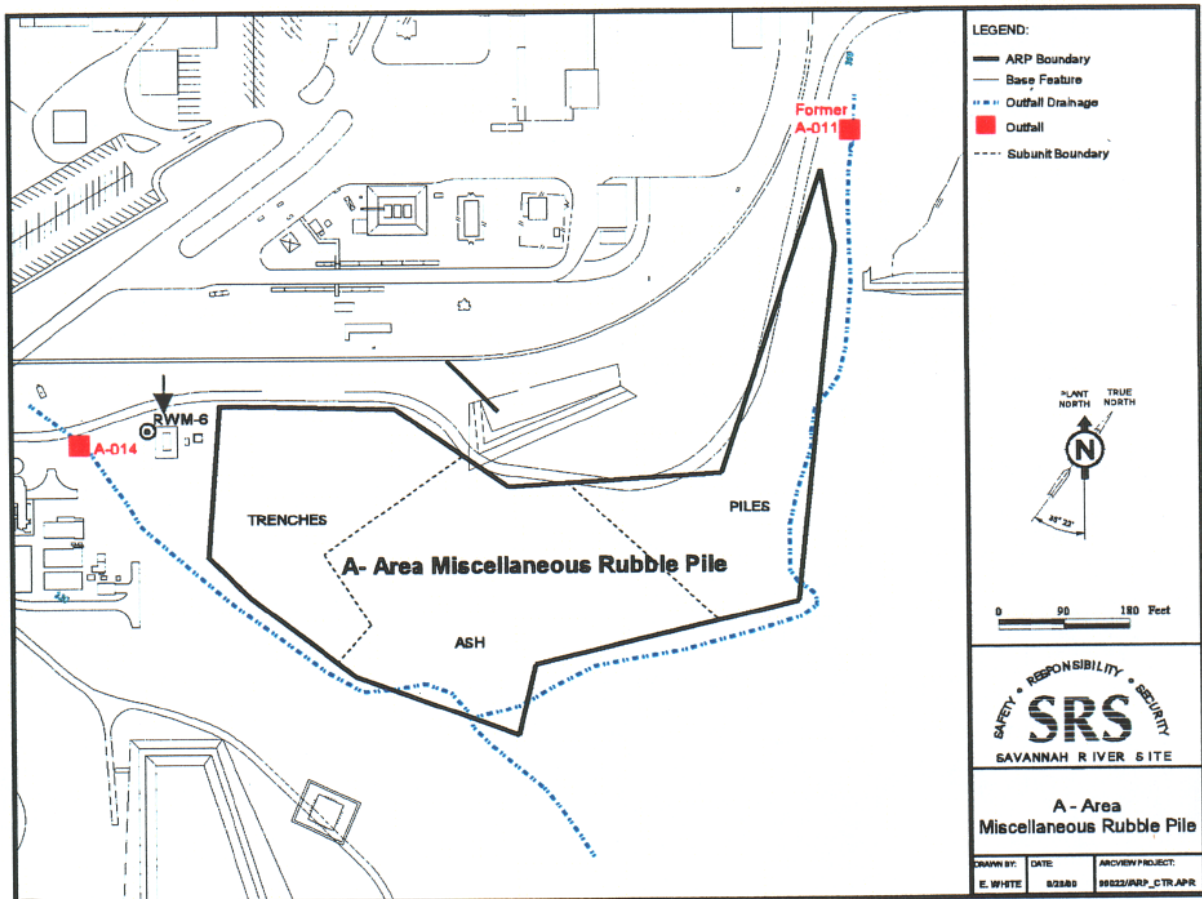 LEGEND:
ARP Boundary
Base Feature
Outfall Drainage
Outfall
Subunit Boundary
Former
A-011
RWM-6
A-014
TRENCHES
PILES
A- Area Miscellaneous Rubble Pile
ASH
PLANT
NORTH
TRUE
NORTH
N
0 90 180 Feet
SAFETY • RESPONSIBILITY • SECURITY
SRS
SAVANNAH RIVER SITE
A - Area
Miscellaneous Rubble Pile
DRAWN BY:
E. WHITE
DATE:
ARCVIEW PROJECT: